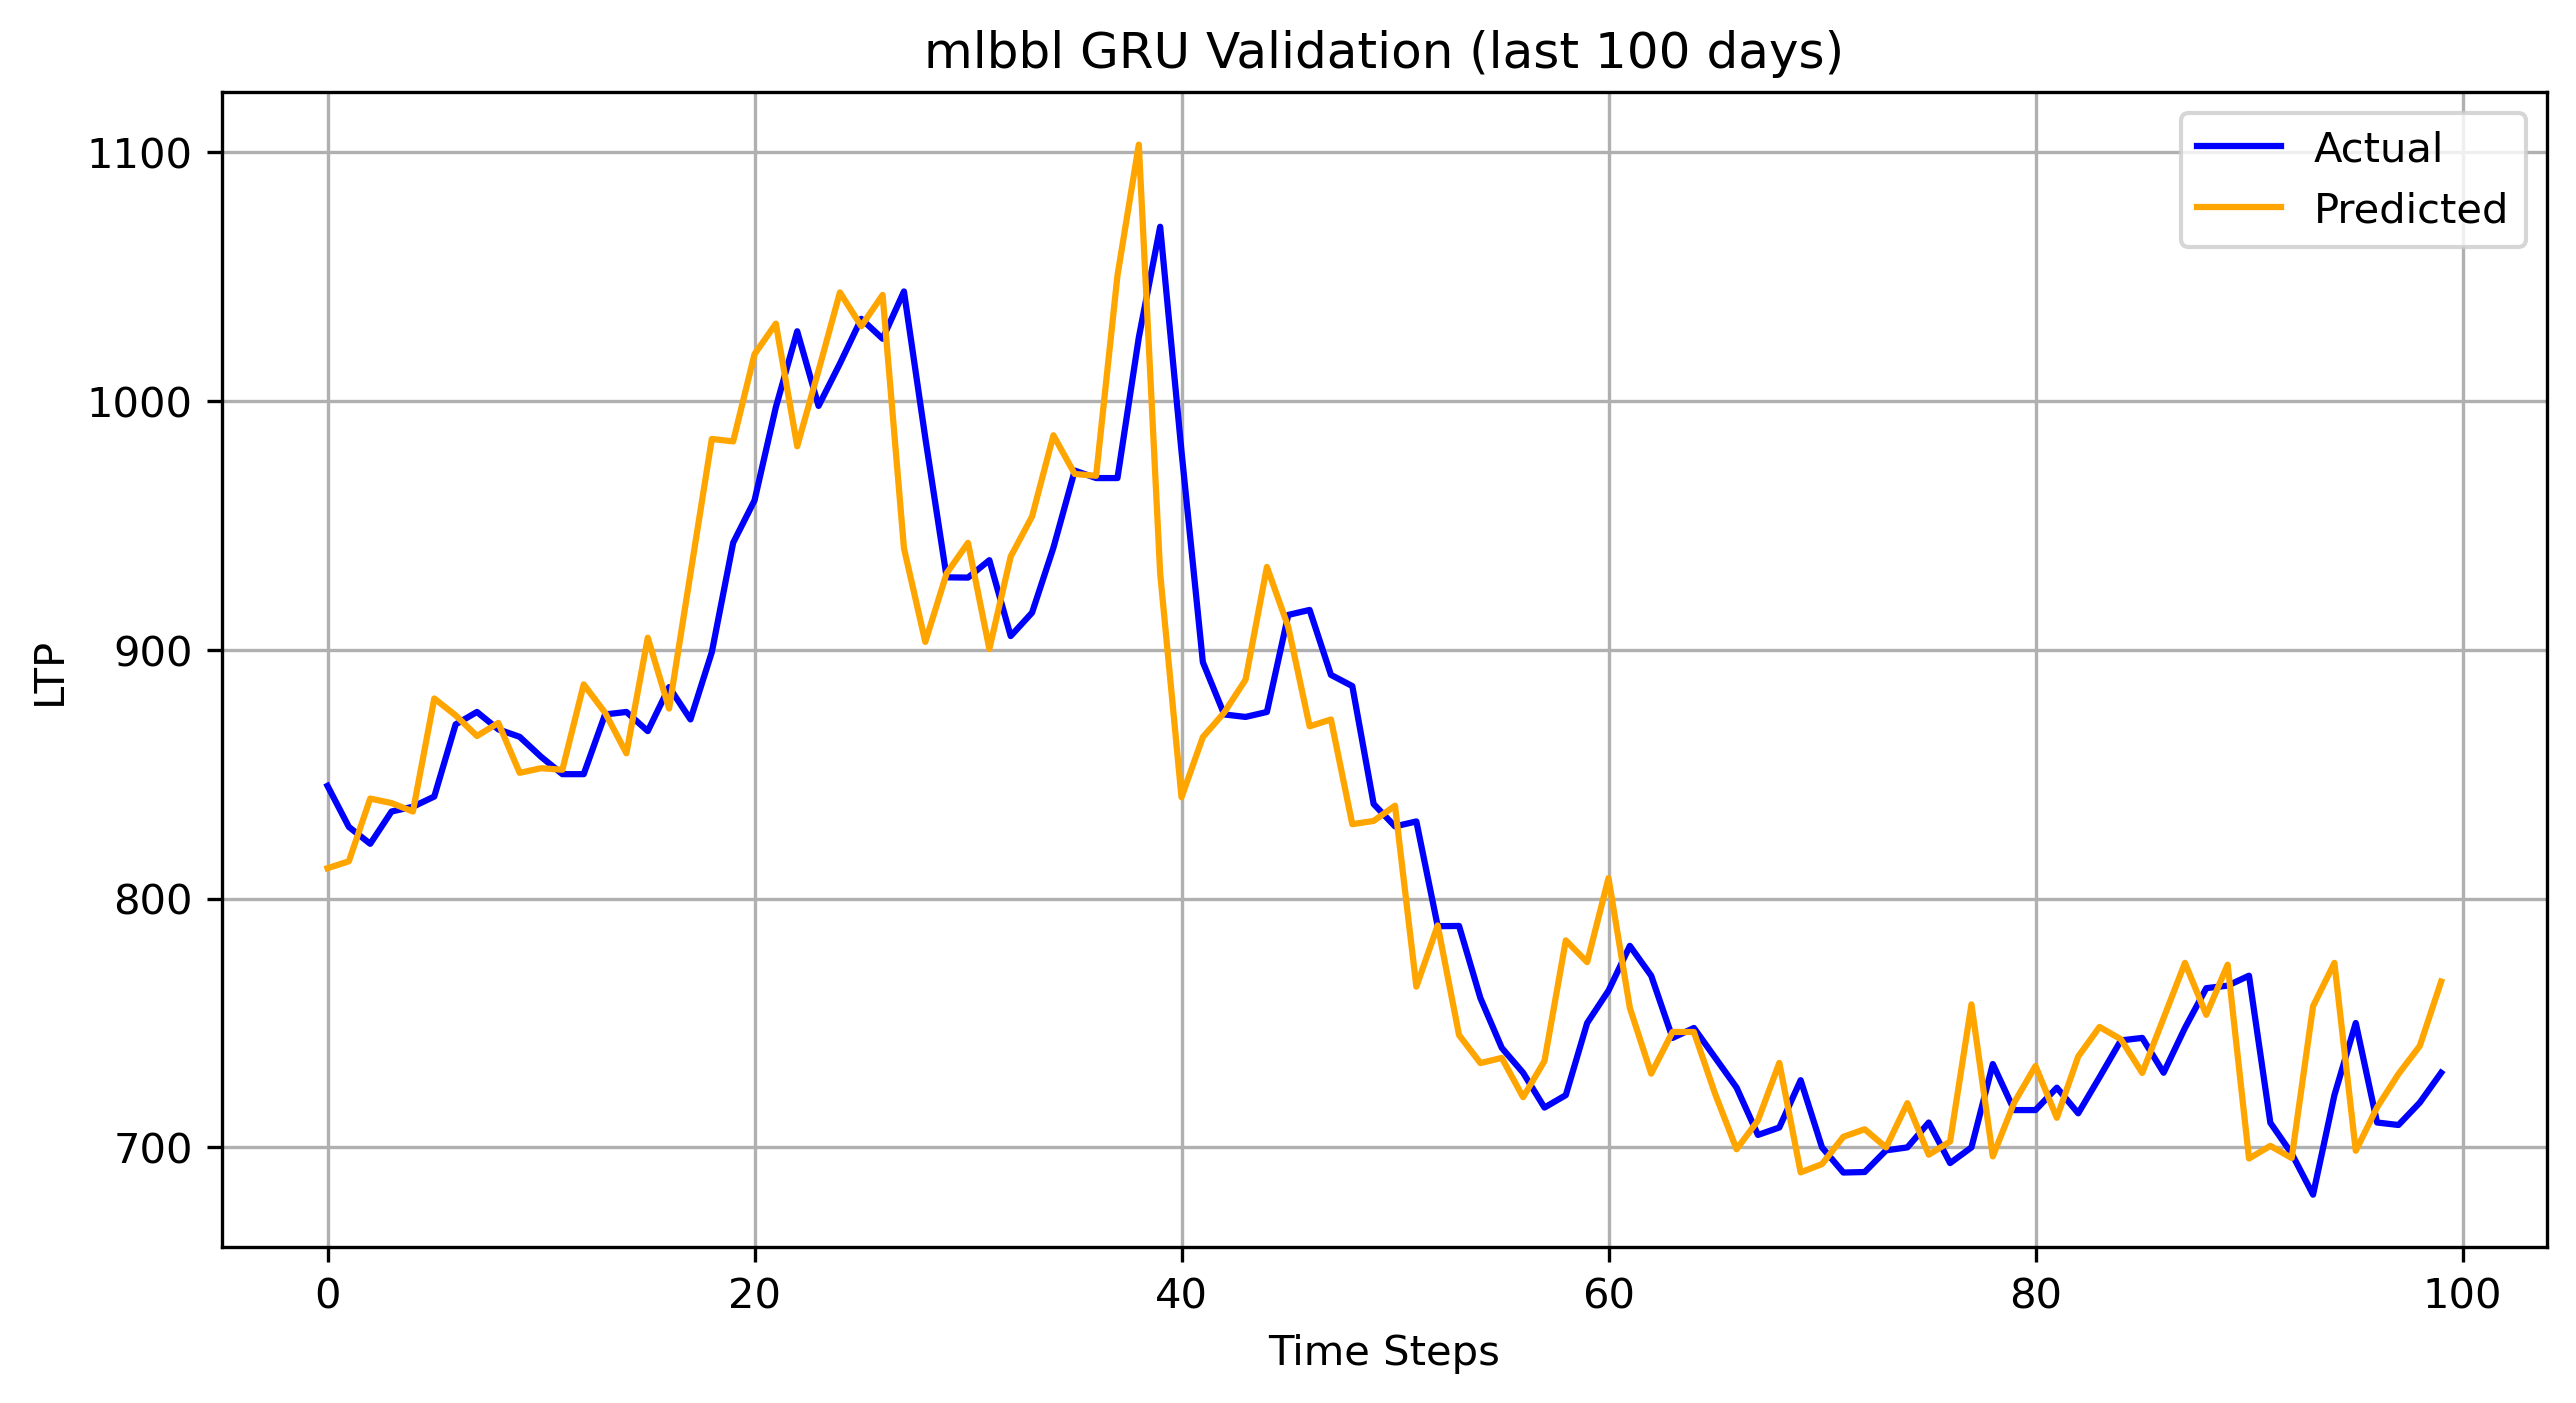 mlbbl GRU Validation (last 100 days)
Actual
Predicted
1100
1000
900
800
700
LTP
0 20 40 60 80 100
Time Steps